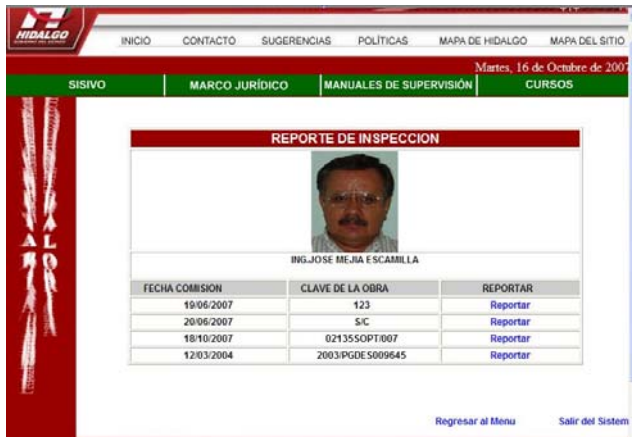 HIDALGO
INICIO CONTACTO SUGERENCIAS POLÍTICAS MAPA DE HIDALGO MAPA DEL SITIO
Martes, 16 de Octubre de 2007
SISIVO MARCO JURÍDICO MANUALES DE SUPERVISIÓN CURSOS
REPORTE DE INSPECCION
ING.JOSE MEJIA ESCAMILLA
FECHA COMISION CLAVE DE LA OBRA REPORTAR
19/06/2007 123 Reportar
20/06/2007 S/C Reportar
18/10/2007 02135SOPT/007 Reportar
12/03/2004 2003/PGDES009645 Reportar
Regresar al Menu Salir del Sistem